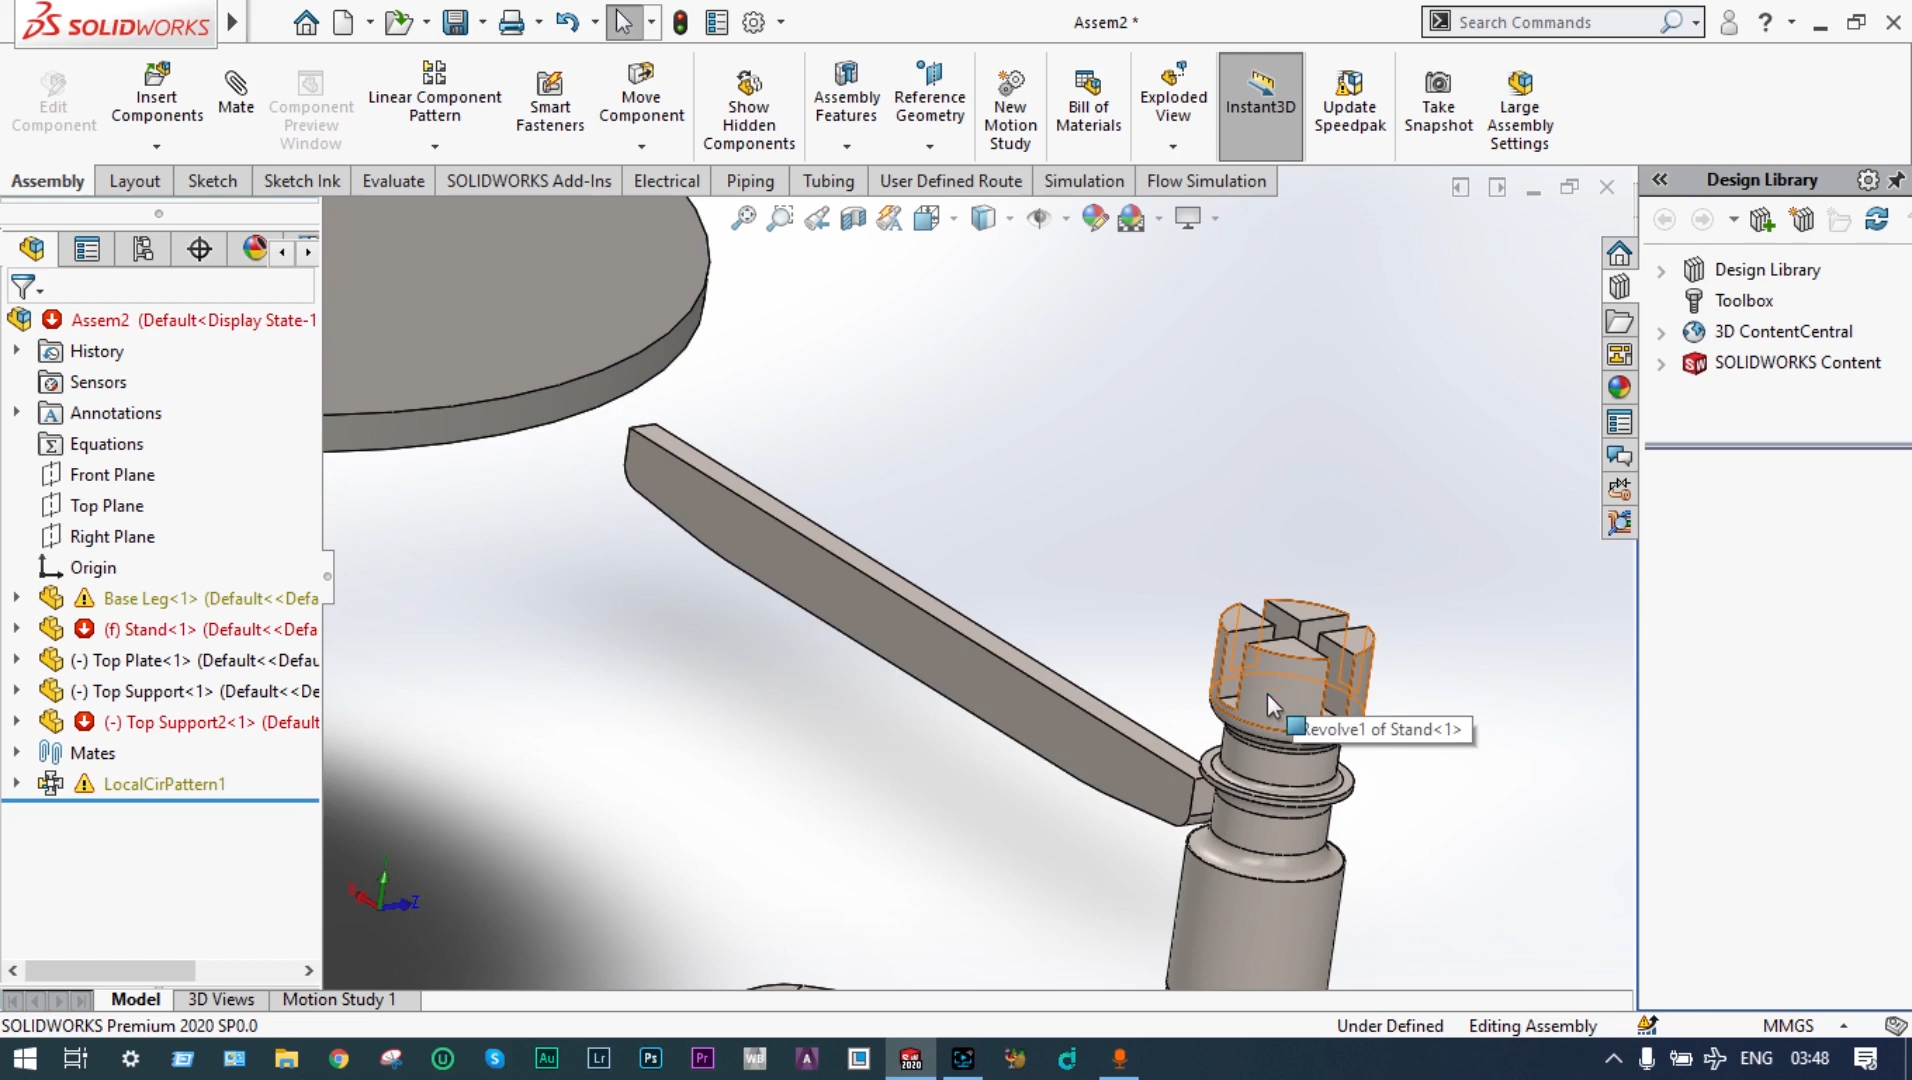 SOLIDWORKS
Assem2 *
Search Commands
Edit Component
Insert Components
Mate
Component Preview Window
Linear Component Pattern
Smart Fasteners
Move Component
Show Hidden Components
Assembly Features
Reference Geometry
New Motion Study
Bill of Materials
Exploded View
Instant3D
Update Speedpak
Take Snapshot
Large Assembly Settings
Assembly
Layout
Sketch
Sketch Ink
Evaluate
SOLIDWORKS Add-Ins
Electrical
Piping
Tubing
User Defined Route
Simulation
Flow Simulation
Design Library
Assem2 (Default<Display State-1
History
Sensors
Annotations
Equations
Front Plane
Top Plane
Right Plane
Origin
Base Leg<1> (Default<<Defa
(f) Stand<1> (Default<<Defa
(-) Top Plate<1> (Default<<Defau
(-) Top Support<1> (Default<<De
(-) Top Support2<1> (Default
Mates
LocalCirPattern1
Design Library
Toolbox
3D ContentCentral
SOLIDWORKS Content
Revolve1 of Stand<1>
Z
Model
3D Views
Motion Study 1
SOLIDWORKS Premium 2020 SP0.0
Under Defined
Editing Assembly
MMGS
Au
Lr
Ps
Pr
WB
A
SW 2020
ENG
03:48